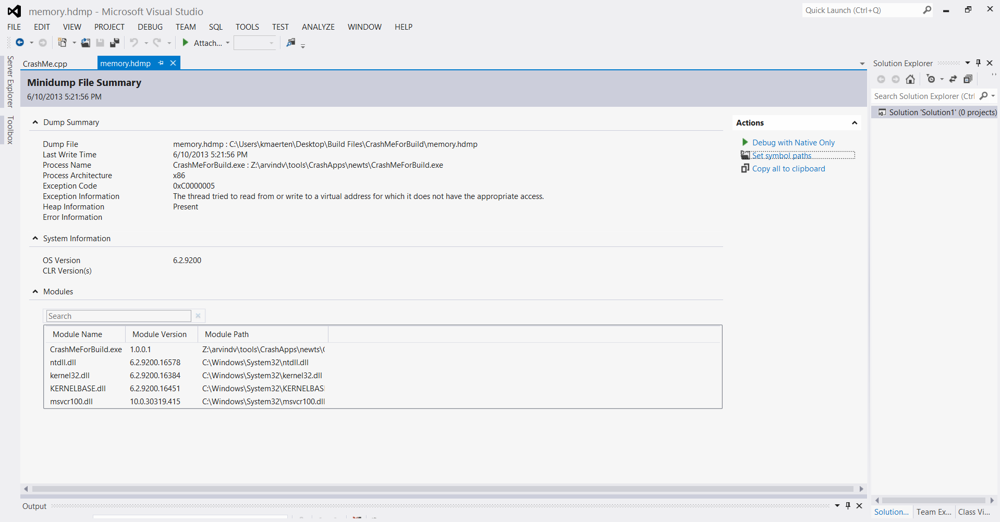 memory.hdmp - Microsoft Visual Studio
Quick Launch (Ctrl+Q)
FILE EDIT VIEW PROJECT DEBUG TEAM SQL TOOLS TEST ANALYZE WINDOW HELP
Attach...
Server Explorer
Toolbox
CrashMe.cpp memory.hdmp
Minidump File Summary
6/10/2013 5:21:56 PM
Dump Summary
Dump File memory.hdmp : C:\Users\kmaerten\Desktop\Build Files\CrashMeForBuild\memory.hdmp
Last Write Time 6/10/2013 5:21:56 PM
Process Name CrashMeForBuild.exe : Z:\arvindv\tools\CrashApps\newts\CrashMeForBuild.exe
Process Architecture x86
Exception Code 0xC0000005
Exception Information The thread tried to read from or write to a virtual address for which it does not have the appropriate access.
Heap Information Present
Error Information
System Information
OS Version 6.2.9200
CLR Version(s)
Modules
Search
Module Name Module Version Module Path
CrashMeForBuild.exe 1.0.0.1 Z:\arvindv\tools\CrashApps\newts\
ntdll.dll 6.2.9200.16578 C:\Windows\System32\ntdll.dll
kernel32.dll 6.2.9200.16384 C:\Windows\System32\kernel32.dll
KERNELBASE.dll 6.2.9200.16451 C:\Windows\System32\KERNELBAS
msvcr100.dll 10.0.30319.415 C:\Windows\System32\msvcr100.dll
Actions
Debug with Native Only
Set symbol paths
Copy all to clipboard
Solution Explorer
Search Solution Explorer (Ctrl
Solution 'Solution1' (0 projects)
Solution... Team Ex... Class Vi...
Output